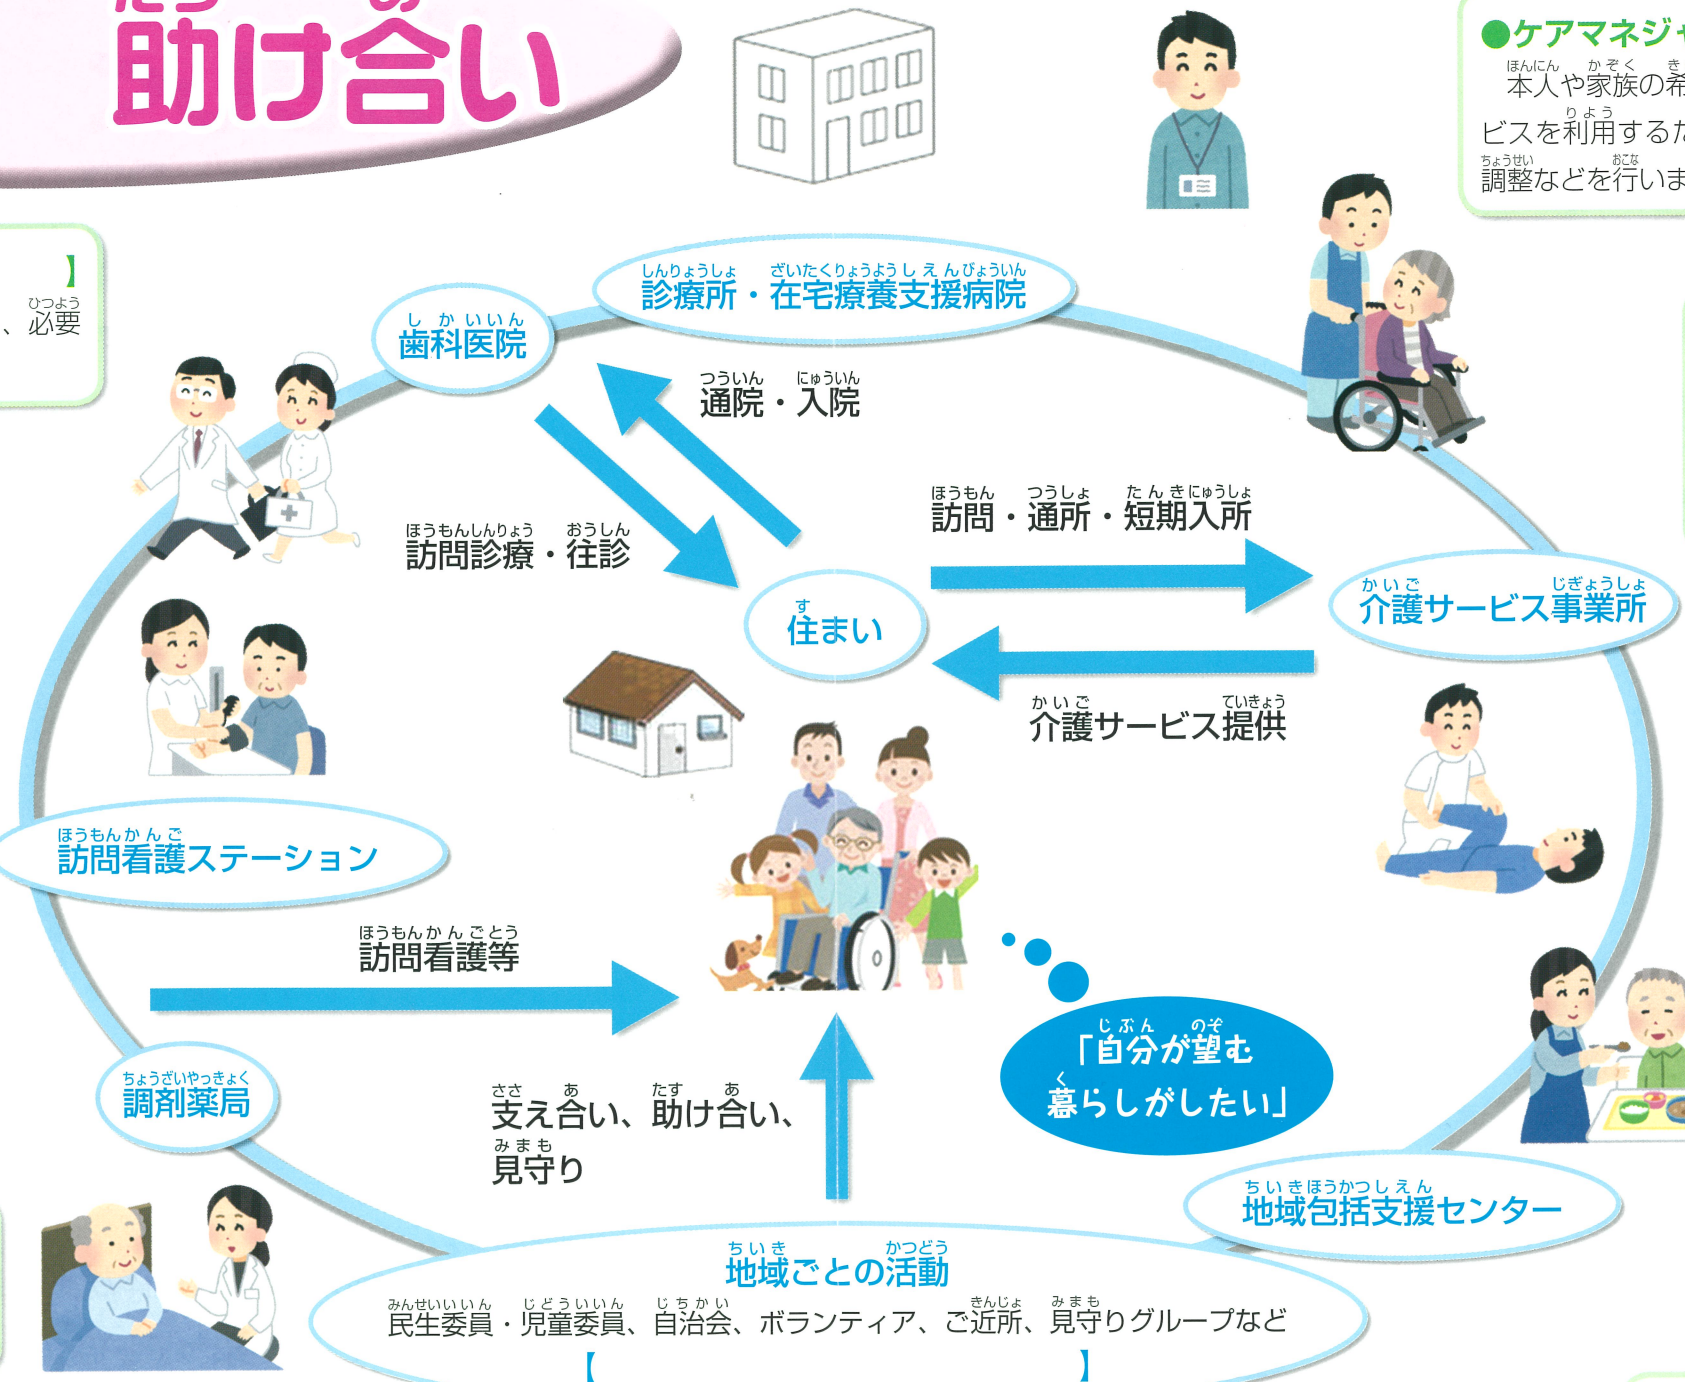 助け合い
●ケアマネジャ
本人や家族の希
ビスを利用するた
調整などを行いま
】
、必要
診療所・在宅療養支援病院
歯科医院
通院・入院
訪問・通所・短期入所
訪問診療・往診
介護サービス事業所
住まい
介護サービス提供
訪問看護ステーション
訪問看護等
「自分が望む
暮らしがしたい」
調剤薬局
支え合い、助け合い、
見守り
地域包括支援センター
地域ごとの活動
民生委員・児童委員、自治会、ボランティア、ご近所、見守りグループなど
【 】